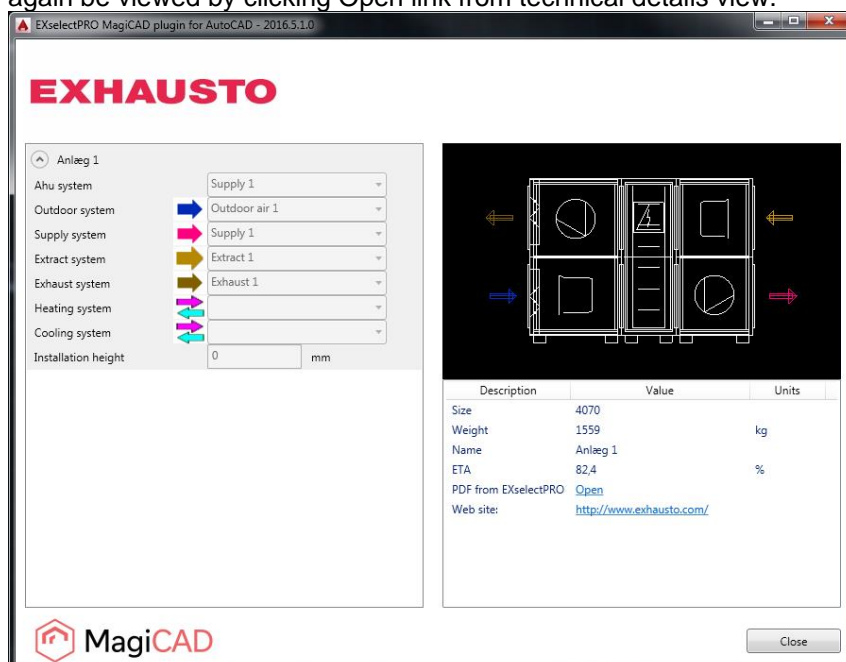 again be viewed by clicking Open link from technical details view.
EXselectPRO MagiCAD plugin for AutoCAD - 2016.5.1.0
EXHAUSTO
Anlæg 1
Ahu system Supply 1
Outdoor system Outdoor air 1
Supply system Supply 1
Extract system Extract 1
Exhaust system Exhaust 1
Heating system
Cooling system
Installation height 0 mm
Description Value Units
Size 4070
Weight 1559 kg
Name Anlæg 1
ETA 82,4 %
PDF from EXselectPRO Open
Web site: http://www.exhausto.com/
MagiCAD
Close